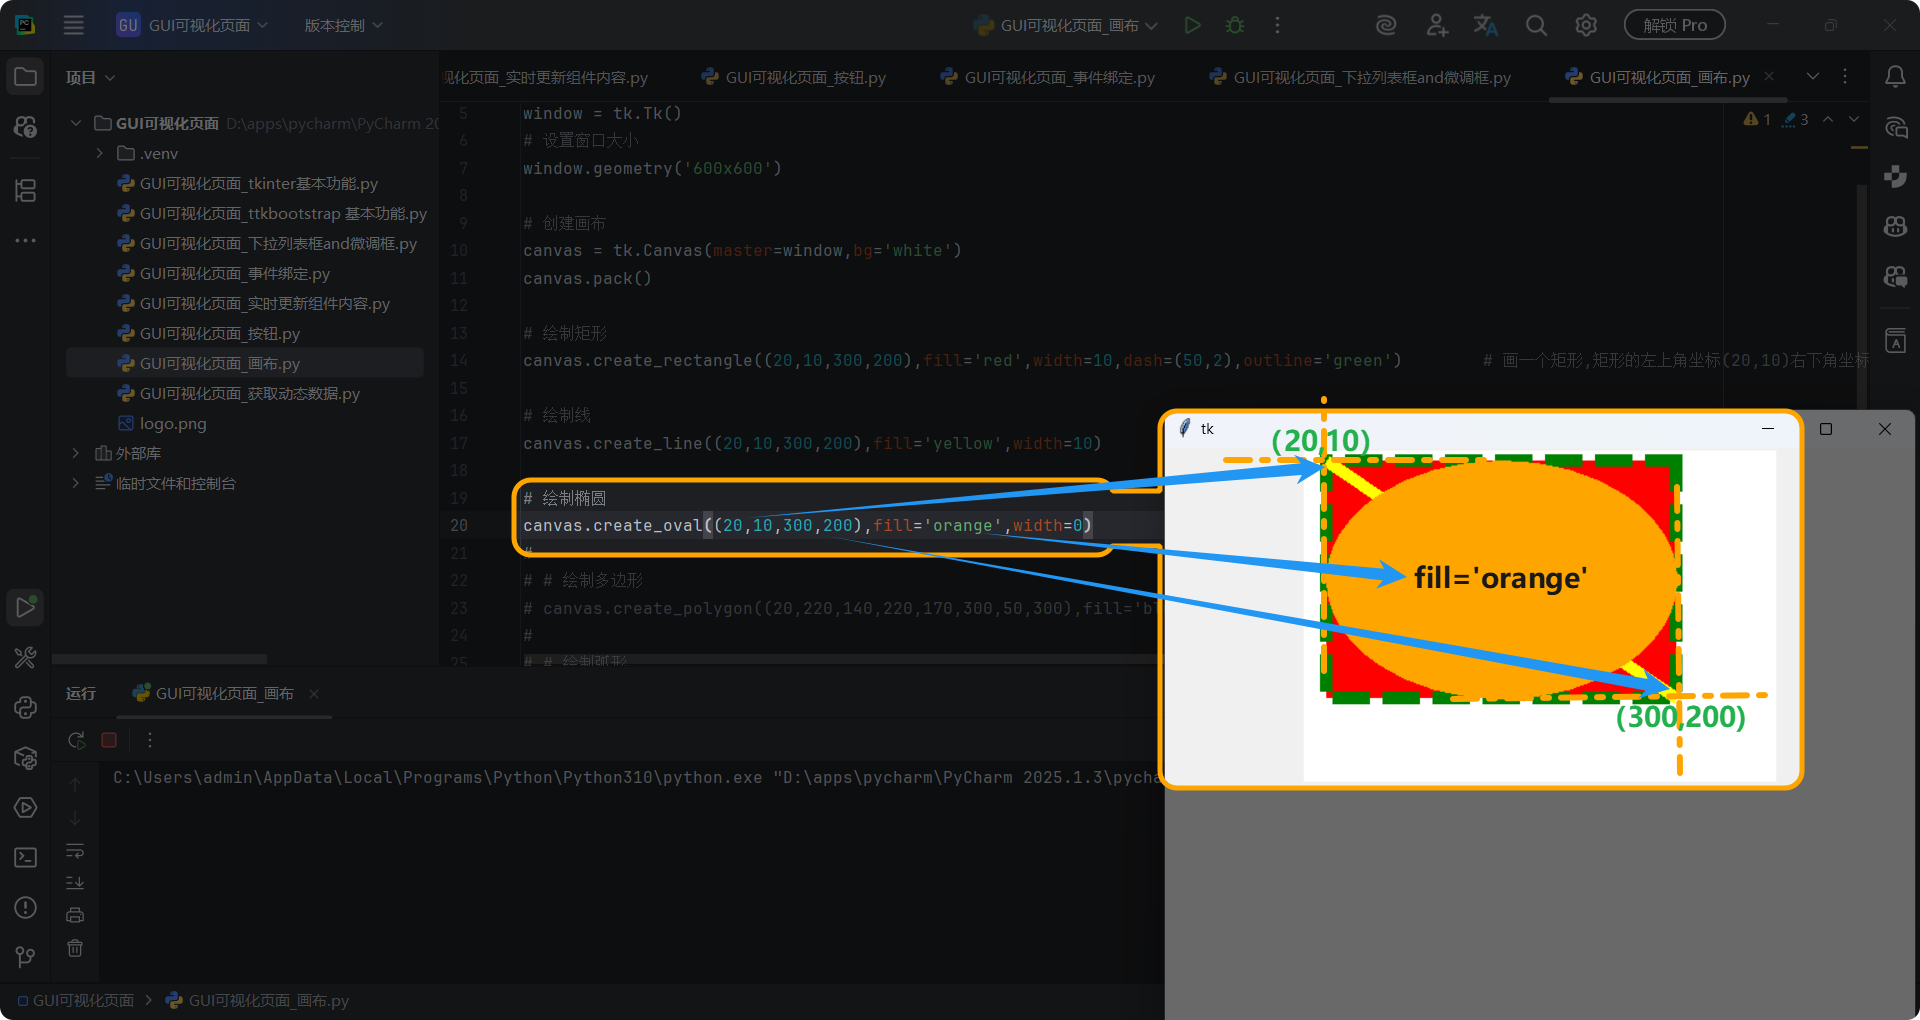 PC
GU GUI可视化页面
版本控制
GUI可视化页面_画布
解锁 Pro
项目
视化页面_实时更新组件内容.py
GUI可视化页面_按钮.py
GUI可视化页面_事件绑定.py
GUI可视化页面_下拉列表框and微调框.py
GUI可视化页面_画布.py
GUI可视化页面 D:\apps\pycharm\PyCharm 20
.venv
GUI可视化页面_tkinter基本功能.py
GUI可视化页面_ttkbootstrap 基本功能.py
GUI可视化页面_下拉列表框and微调框.py
GUI可视化页面_事件绑定.py
GUI可视化页面_实时更新组件内容.py
GUI可视化页面_按钮.py
GUI可视化页面_画布.py
GUI可视化页面_获取动态数据.py
logo.png
外部库
临时文件和控制台
1 3
5 window = tk.Tk()
6 # 设置窗口大小
7 window.geometry('600x600')
8
9 # 创建画布
10 canvas = tk.Canvas(master=window,bg='white')
11 canvas.pack()
12
13 # 绘制矩形
14 canvas.create_rectangle((20,10,300,200),fill='red',width=10,dash=(50,2),outline='green') # 画一个矩形,矩形的左上角坐标(20,10)右下角坐标
15
16 # 绘制线
17 canvas.create_line((20,10,300,200),fill='yellow',width=10)
18
19 # 绘制椭圆
20 canvas.create_oval((20,10,300,200),fill='orange',width=0)
21 #
22 # # 绘制多边形
23 # canvas.create_polygon((20,220,140,220,170,300,50,300),fill='b
24 #
25 # # 绘制弧形
tk
(20,10)
fill='orange'
(300,200)
运行
GUI可视化页面_画布
C:\Users\admin\AppData\Local\Programs\Python\Python310\python.exe "D:\apps\pycharm\PyCharm 2025.1.3\pycha
GUI可视化页面 > GUI可视化页面_画布.py